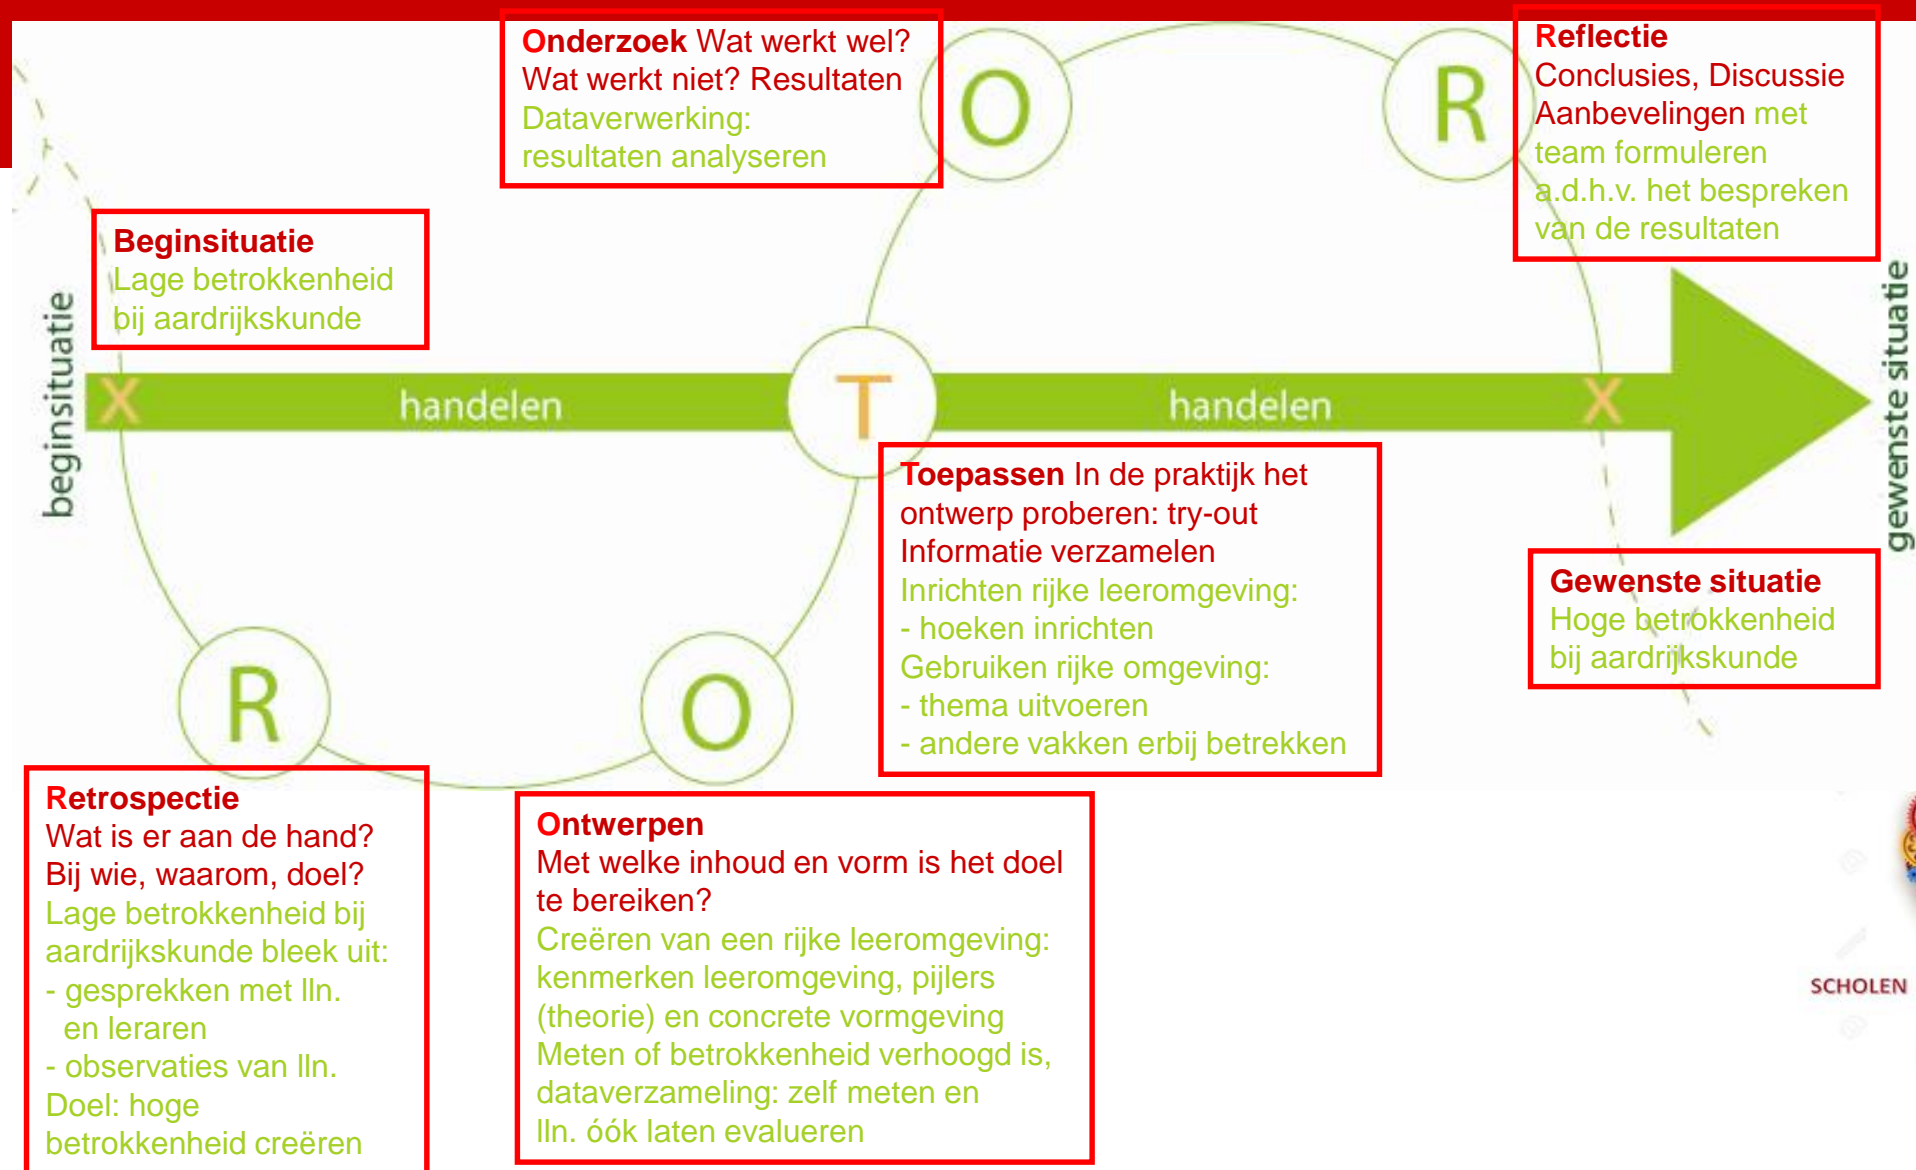 Onderzoek Wat werkt wel?
Wat werkt niet? Resultaten
Dataverwerking:
resultaten analyseren
O
R
Reflectie
Conclusies, Discussie
Aanbevelingen met
team formuleren
a.d.h.v. het bespreken
van de resultaten
Beginsituatie
Lage betrokkenheid
bij aardrijkskunde
beginsituatie
X
handelen
T
handelen
X
gewenste situatie
Toepassen In de praktijk het
ontwerp proberen: try-out
Informatie verzamelen
Inrichten rijke leeromgeving:
- hoeken inrichten
Gebruiken rijke omgeving:
- thema uitvoeren
- andere vakken erbij betrekken
Gewenste situatie
Hoge betrokkenheid
bij aardrijkskunde
R
O
Retrospectie
Wat is er aan de hand?
Bij wie, waarom, doel?
Lage betrokkenheid bij
aardrijkskunde bleek uit:
- gesprekken met lln.
en leraren
- observaties van lln.
Doel: hoge
betrokkenheid creëren
Ontwerpen
Met welke inhoud en vorm is het doel
te bereiken?
Creëren van een rijke leeromgeving:
kenmerken leeromgeving, pijlers
(theorie) en concrete vormgeving
Meten of betrokkenheid verhoogd is,
dataverzameling: zelf meten en
lln. óók laten evalueren
SCHOLEN